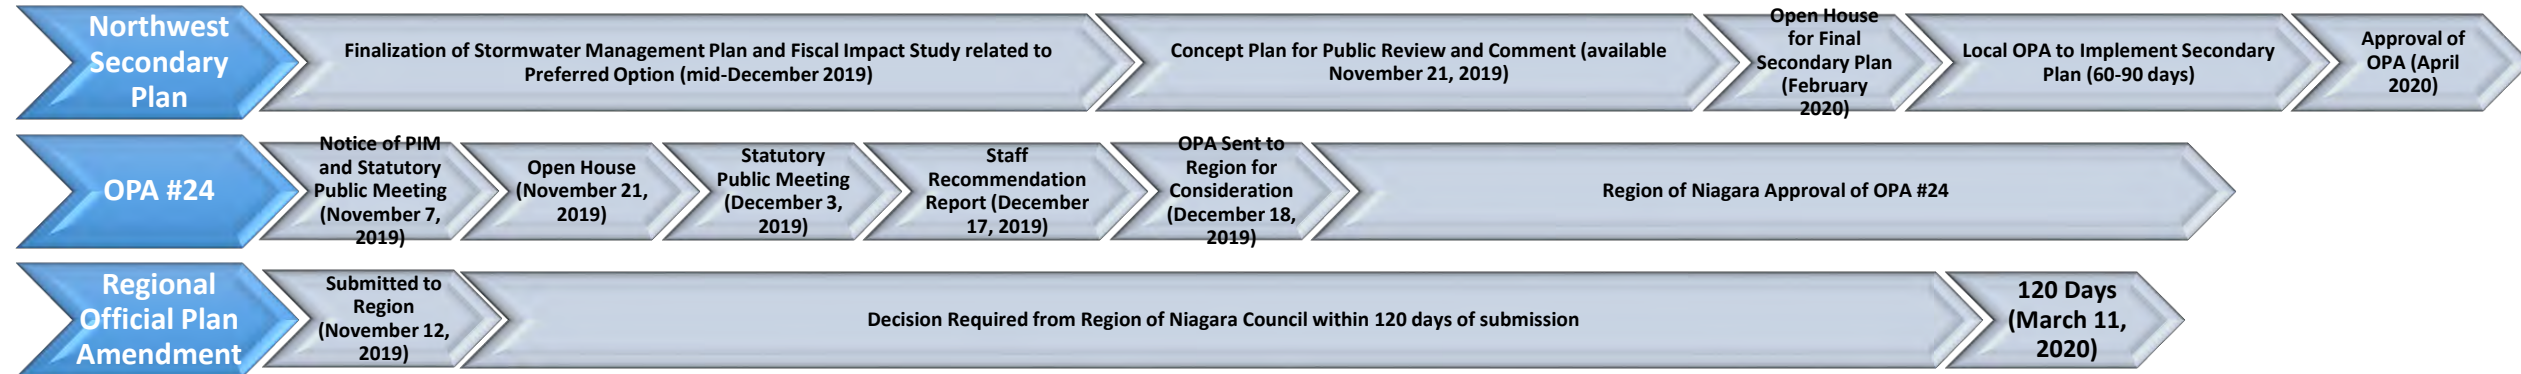 Northwest
Secondary
Plan
Finalization of Stormwater Management Plan and Fiscal Impact Study related to
Preferred Option (mid-December 2019)
Concept Plan for Public Review and Comment (available
November 21, 2019)
Open House
for Final
Secondary Plan
(February
2020)
Local OPA to Implement Secondary
Plan (60-90 days)
Approval of
OPA (April
2020)
OPA #24
Notice of PIM
and Statutory
Public Meeting
(November 7,
2019)
Open House
(November 21,
2019)
Statutory
Public Meeting
(December 3,
2019)
Staff
Recommendation
Report (December
17, 2019)
OPA Sent to
Region for
Consideration
(December 18,
2019)
Region of Niagara Approval of OPA #24
Regional
Official Plan
Amendment
Submitted to
Region
(November 12,
2019)
Decision Required from Region of Niagara Council within 120 days of submission
120 Days
(March 11,
2020)